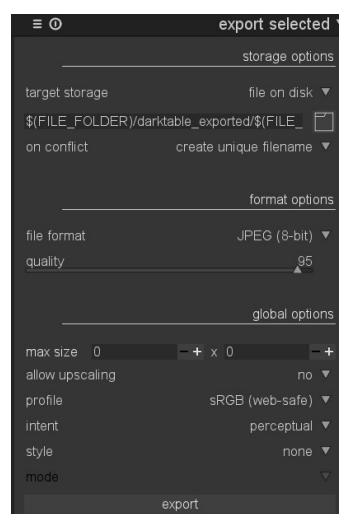 export selected
storage options
target storage file on disk
$(FILE_FOLDER)/darktable_exported/$(FILE_
on conflict create unique filename
format options
file format JPEG (8-bit)
quality 95
global options
max size 0 - + x 0 - +
allow upscaling no
profile sRGB (web-safe)
intent perceptual
style none
mode
export